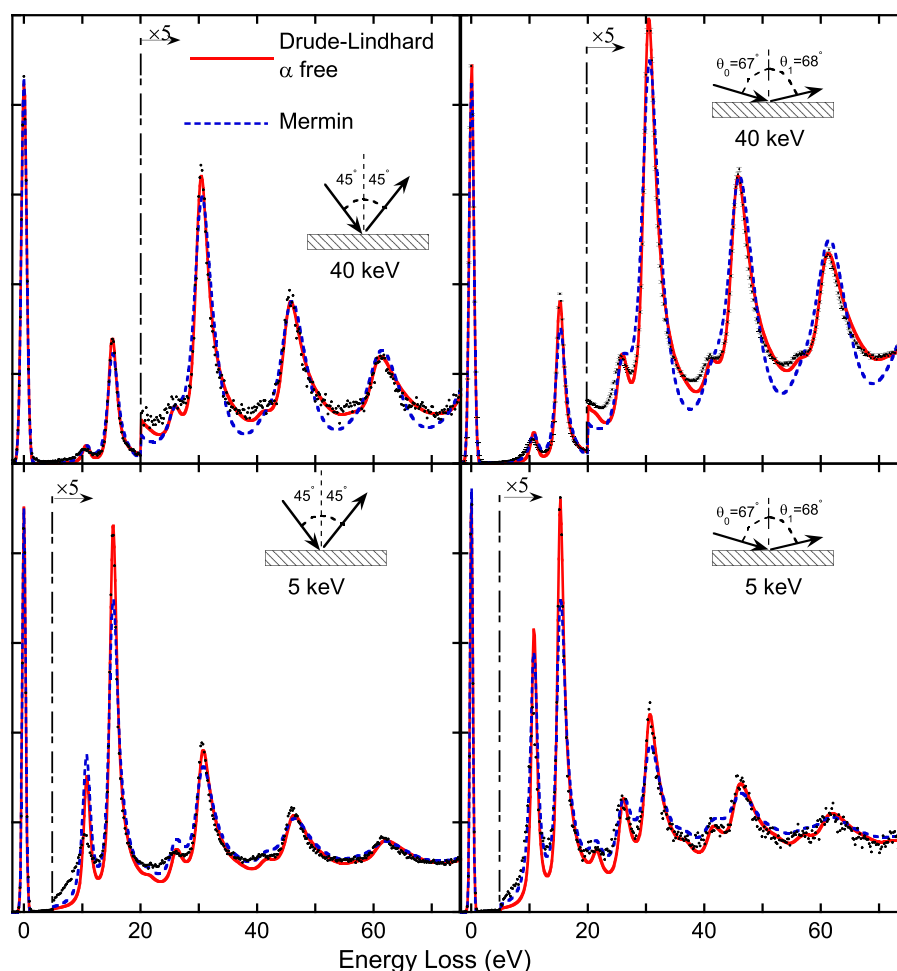 ×5
Drude-Lindhard
α free
Mermin
45° 45°
40 keV
×5
θ0=67° θ1=68°
40 keV
×5
45° 45°
5 keV
×5
θ0=67° θ1=68°
5 keV
0 20 40 60 0 20 40 60
Energy Loss (eV)